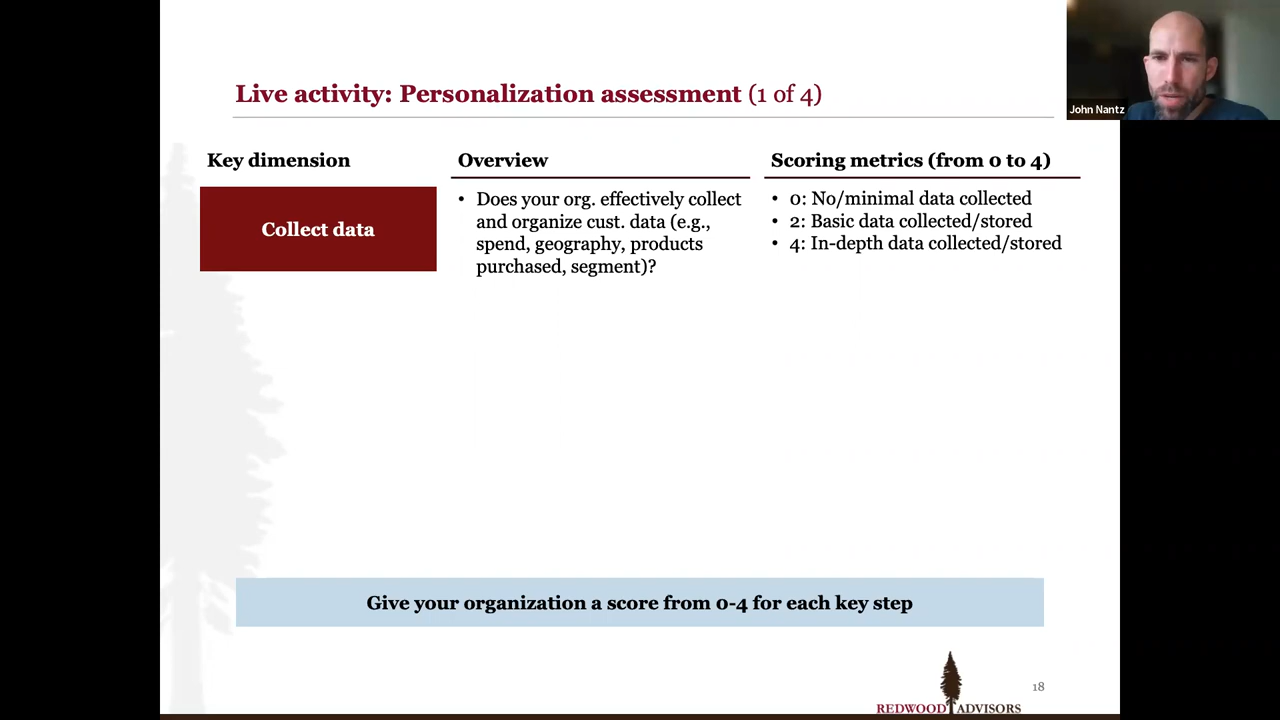 Live activity: Personalization assessment (1 of 4)
John Nantz
Key dimension
Overview
Scoring metrics (from 0 to 4)
Collect data
• Does your org. effectively collect
and organize cust. data (e.g.,
spend, geography, products
purchased, segment)?
• 0: No/minimal data collected
• 2: Basic data collected/stored
• 4: In-depth data collected/stored
Give your organization a score from 0-4 for each key step
REDWOOD ADVISORS
18